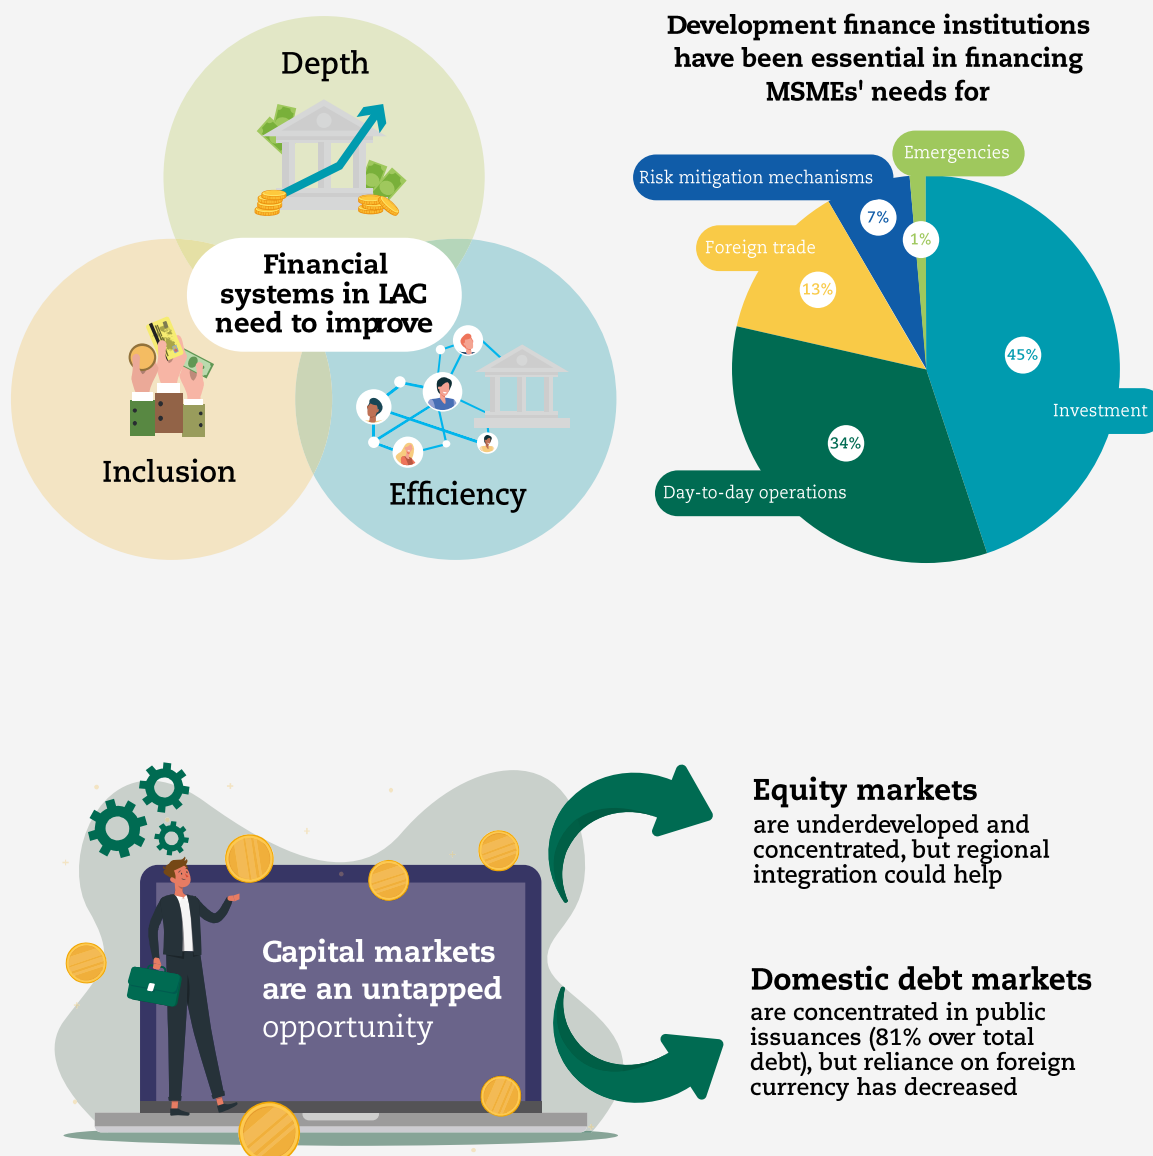 Depth
Financial
systems in LAC
need to improve
Inclusion
Efficiency
Development finance institutions
have been essential in financing
MSMEs' needs for
Emergencies
Risk mitigation mechanisms
7%
1%
Foreign trade
13%
45%
Investment
34%
Day-to-day operations
Capital markets
are an untapped
opportunity
Equity markets
are underdeveloped and
concentrated, but regional
integration could help
Domestic debt markets
are concentrated in public
issuances (81% over total
debt), but reliance on foreign
currency has decreased